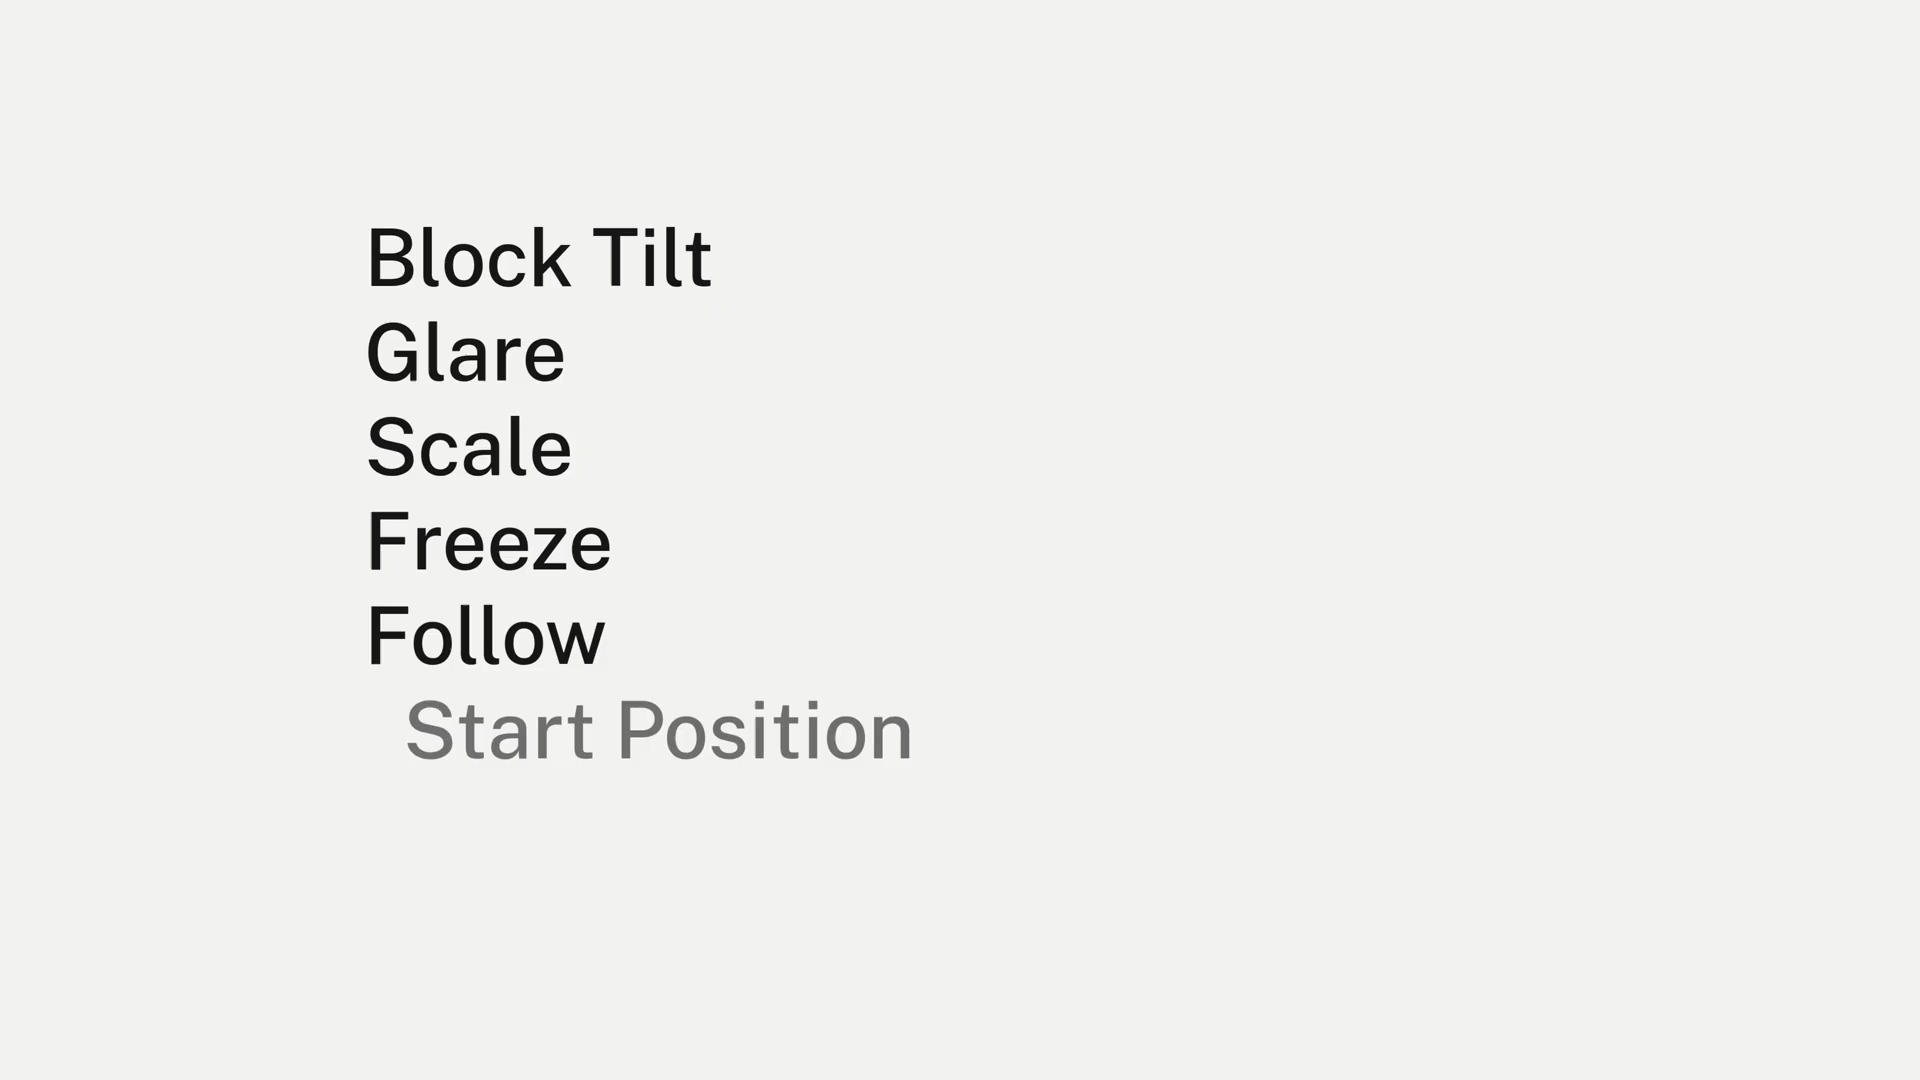 Block Tilt
Glare
Scale
Freeze
Follow
Start Position